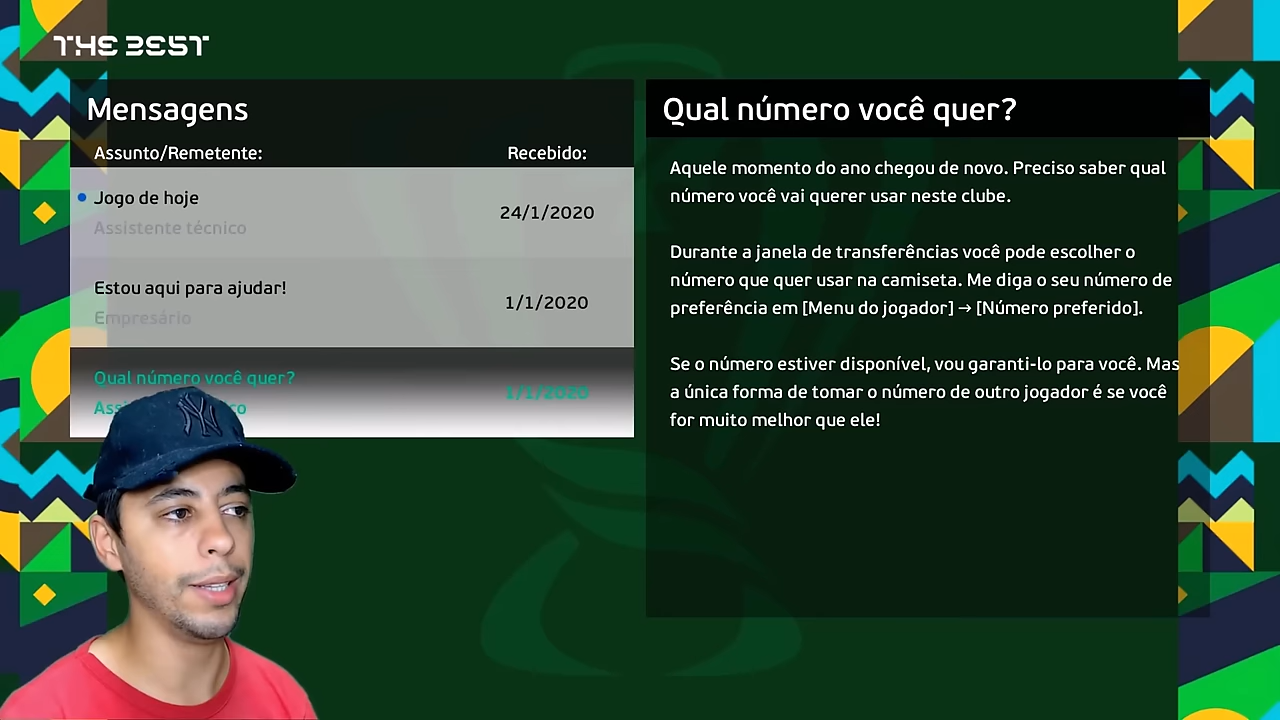 THE BEST
Mensagens
Assunto/Remetente:
Recebido:
Jogo de hoje
Assistente técnico
24/1/2020
Estou aqui para ajudar!
Empresário
1/1/2020
Qual número você quer?
1/1/2020
NY
Qual número você quer?
Aquele momento do ano chegou de novo. Preciso saber qual
número você vai querer usar neste clube.
Durante a janela de transferências você pode escolher o
número que quer usar na camiseta. Me diga o seu número de
preferência em [Menu do jogador] → [Número preferido].
Se o número estiver disponível, vou garanti-lo para você. Mas
a única forma de tomar o número de outro jogador é se você
for muito melhor que ele!